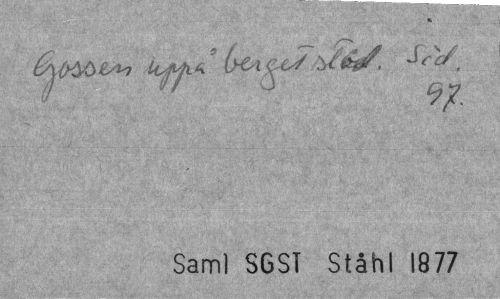 Gossen uppå berget stod. Sid.
97.
Saml SGST Ståhl 1877